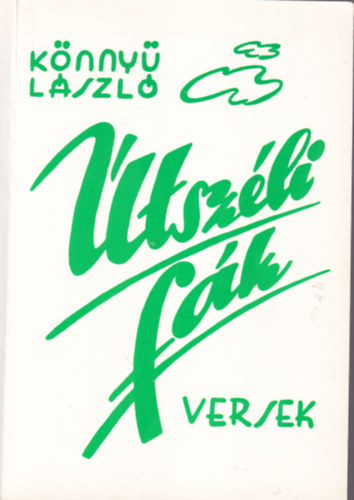 KÖNNYŰ
LÁSZLÓ
Útszéli
fák
VERSEK